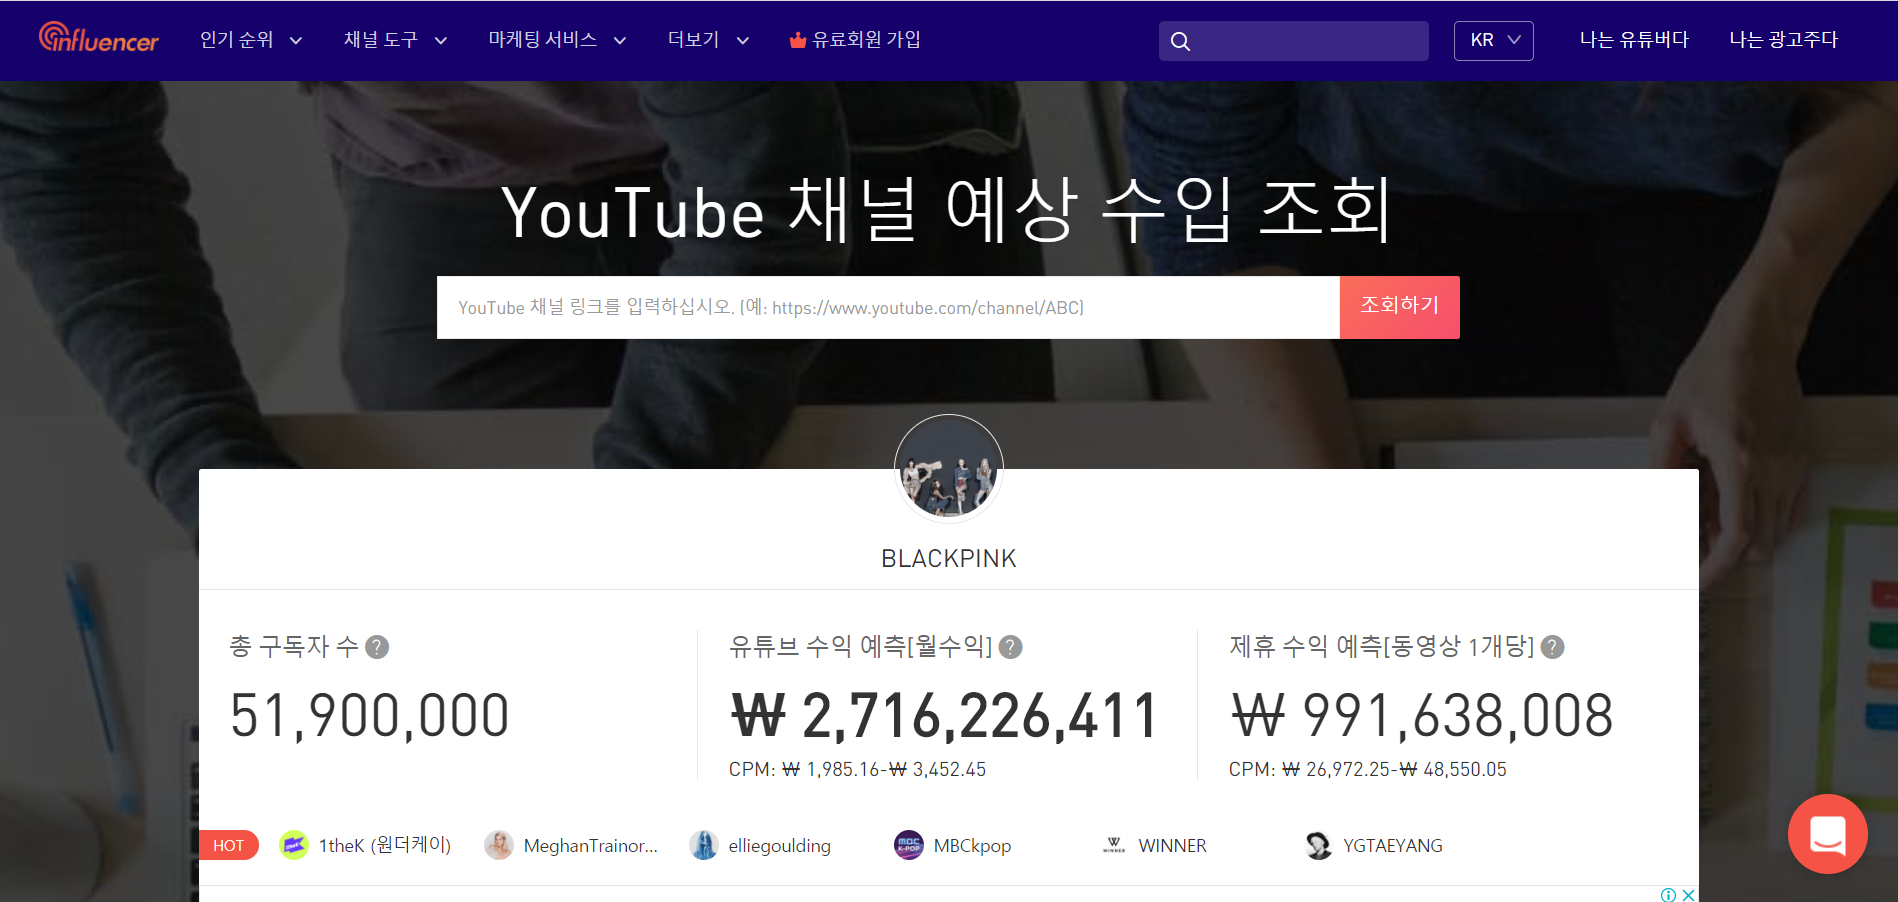 influencer
인기 순위
채널 도구
마케팅 서비스
더보기
유료회원 가입
KR
나는 유튜버다
나는 광고주다
YouTube 채널 예상 수입 조회
YouTube 채널 링크를 입력하십시오. (예: https://www.youtube.com/channel/ABC)
조회하기
BLACKPINK
총 구독자 수 ?
51,900,000
유튜브 수익 예측[월수익] ?
₩ 2,716,226,411
CPM: ₩ 1,985.16-₩ 3,452.45
제휴 수익 예측[동영상 1개당] ?
₩ 991,638,008
CPM: ₩ 26,972.25-₩ 48,550.05
HOT
1theK (원더케이)
MeghanTrainor...
elliegoulding
MBC K-POP
MBCkpop
WINNER
WINNER
YGTAEYANG